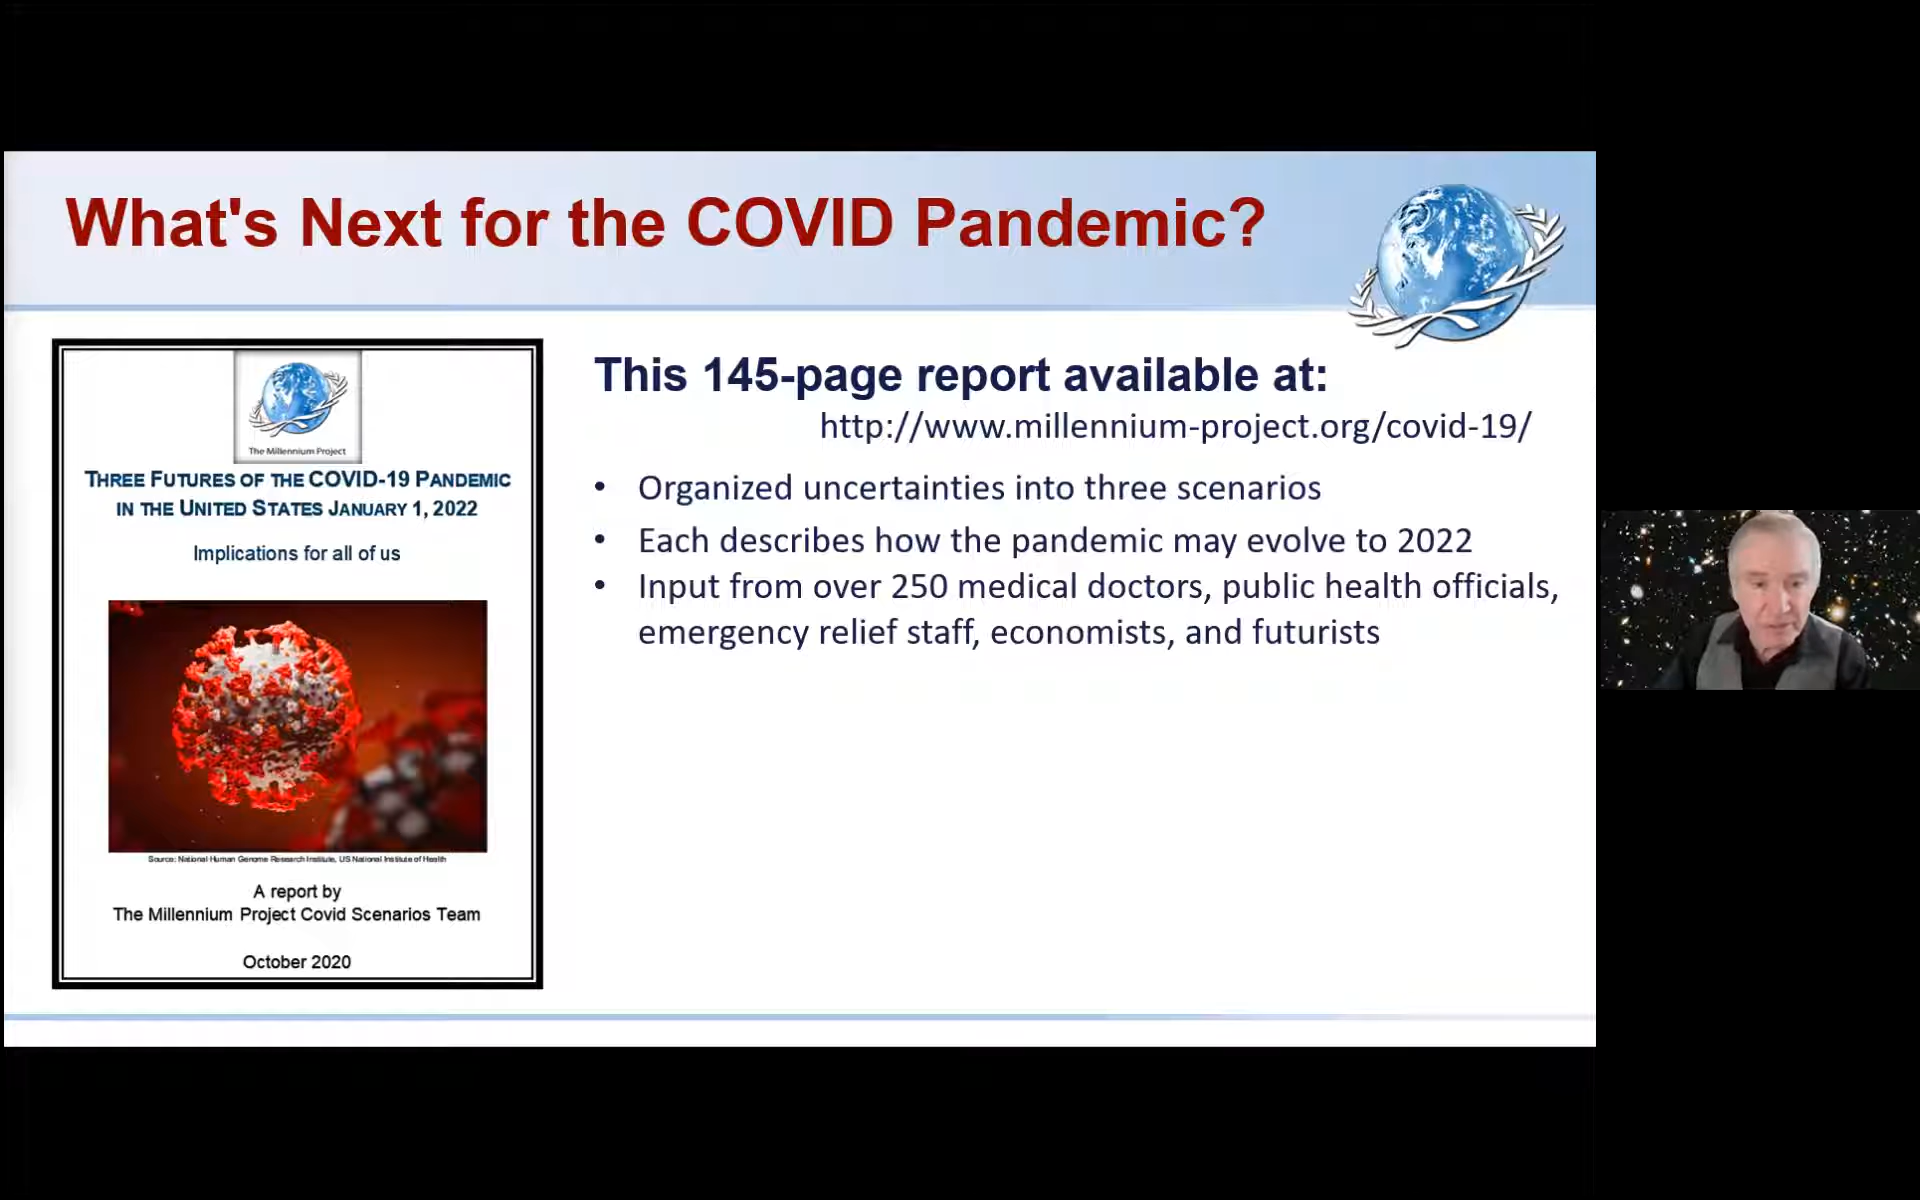 What's Next for the COVID Pandemic?
The Millennium Project
THREE FUTURES OF THE COVID-19 PANDEMIC
IN THE UNITED STATES JANUARY 1, 2022
Implications for all of us
Source: National Human Genome Research Institute, US National Institute of Health
A report by
The Millennium Project Covid Scenarios Team
October 2020
This 145-page report available at:
http://www.millennium-project.org/covid-19/
• Organized uncertainties into three scenarios
• Each describes how the pandemic may evolve to 2022
• Input from over 250 medical doctors, public health officials,
emergency relief staff, economists, and futurists